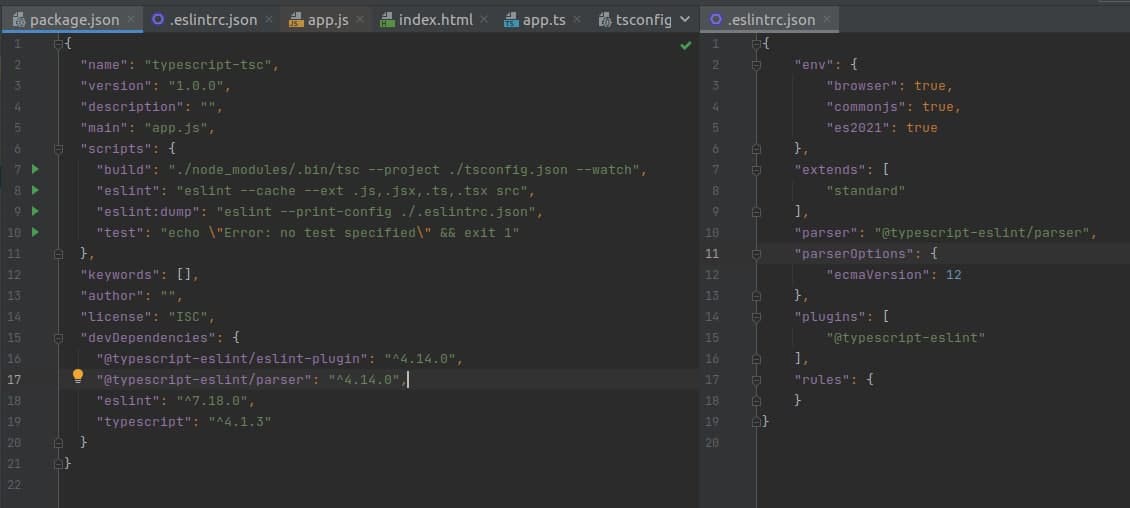 package.json .eslintrc.json app.js index.html app.ts tsconfig
1 {
2 "name": "typescript-tsc",
3 "version": "1.0.0",
4 "description": "",
5 "main": "app.js",
6 "scripts": {
7 "build": "./node_modules/.bin/tsc --project ./tsconfig.json --watch",
8 "eslint": "eslint --cache --ext .js,.jsx,.ts,.tsx src",
9 "eslint:dump": "eslint --print-config ./.eslintrc.json",
10 "test": "echo \"Error: no test specified\" && exit 1"
11 },
12 "keywords": [],
13 "author": "",
14 "license": "ISC",
15 "devDependencies": {
16 "@typescript-eslint/eslint-plugin": "^4.14.0",
17 "@typescript-eslint/parser": "^4.14.0",
18 "eslint": "^7.18.0",
19 "typescript": "^4.1.3"
20 }
21 }
22
.eslintrc.json
1 {
2 "env": {
3 "browser": true,
4 "commonjs": true,
5 "es2021": true
6 },
7 "extends": [
8 "standard"
9 ],
10 "parser": "@typescript-eslint/parser",
11 "parserOptions": {
12 "ecmaVersion": 12
13 },
14 "plugins": [
15 "@typescript-eslint"
16 ],
17 "rules": {
18 }
19 }
20